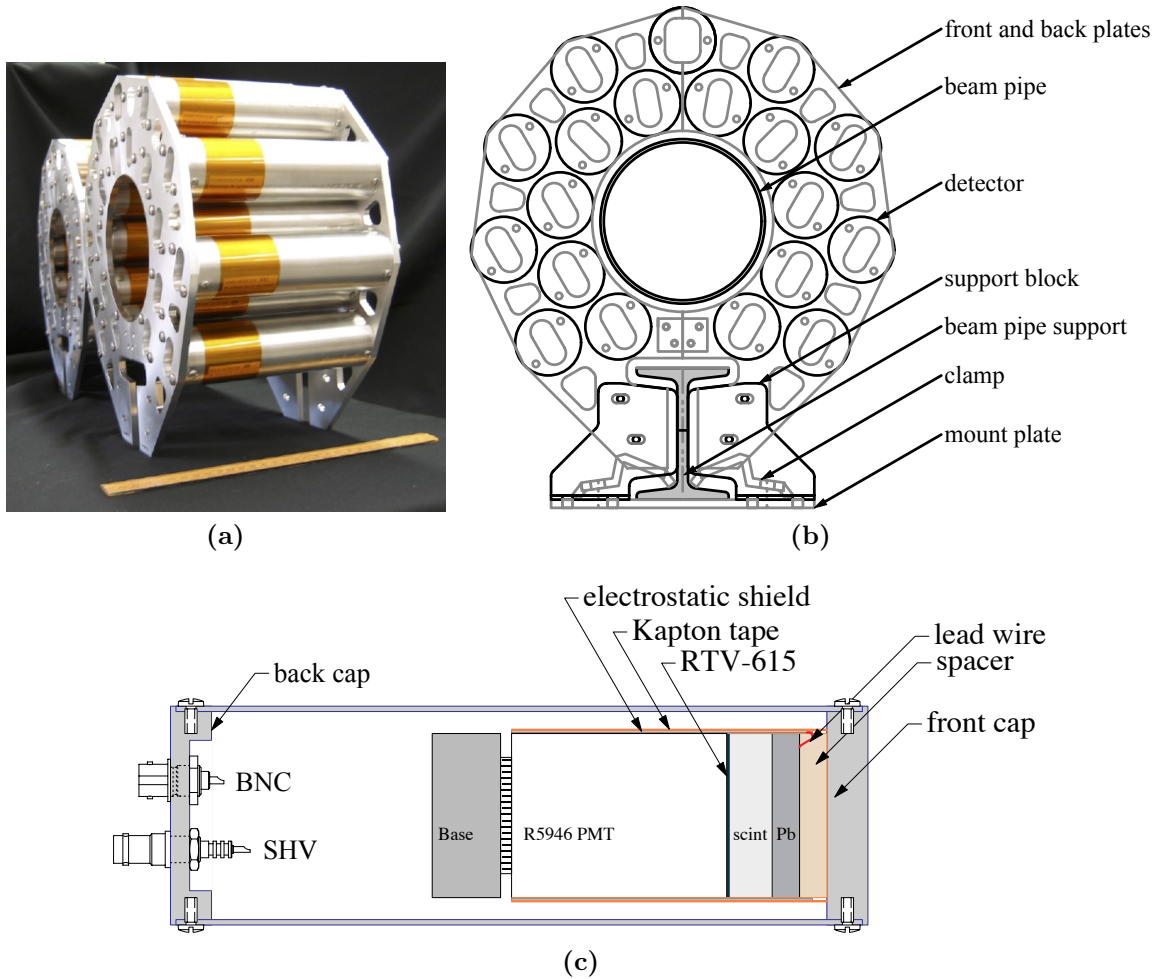 front and back plates
beam pipe
detector
support block
beam pipe support
clamp
mount plate
(a)
(b)
electrostatic shield
Kapton tape
RTV-615
lead wire
spacer
back cap
front cap
BNC
SHV
Base
R5946 PMT
scint
Pb
(c)